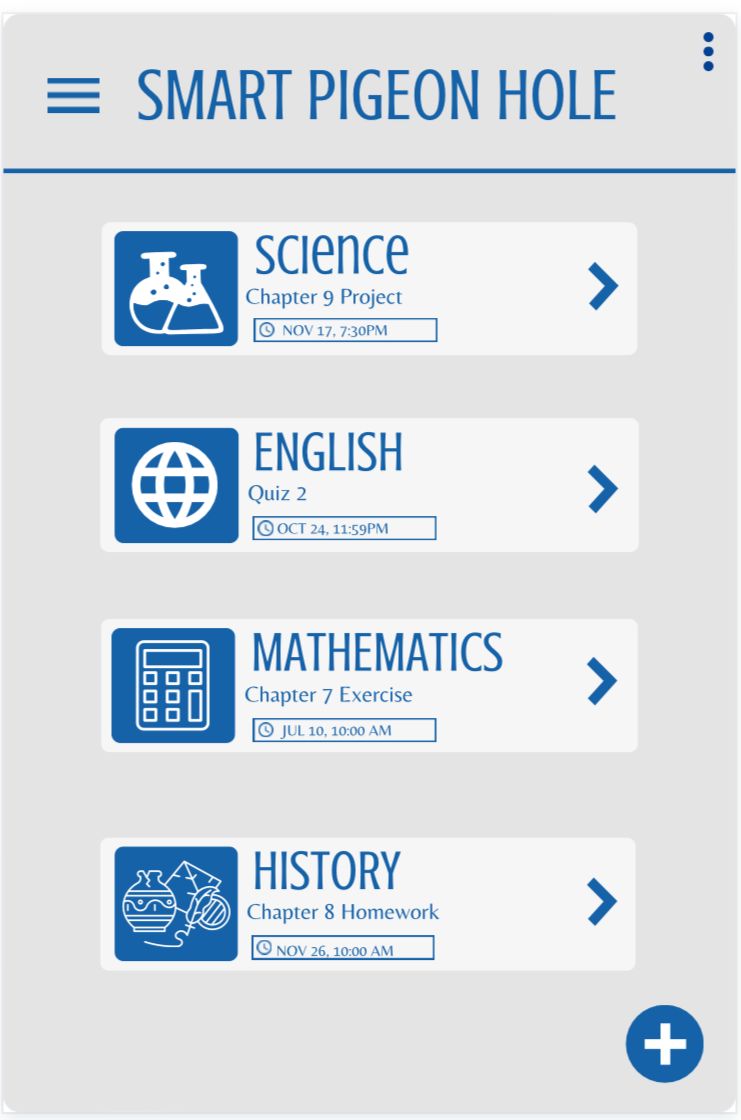 SMART PIGEON HOLE
science
Chapter 9 Project
NOV 17, 7:30PM
ENGLISH
Quiz 2
OCT 24, 11:59PM
MATHEMATICS
Chapter 7 Exercise
JUL 10, 10:00 AM
HISTORY
Chapter 8 Homework
NOV 26, 10:00 AM